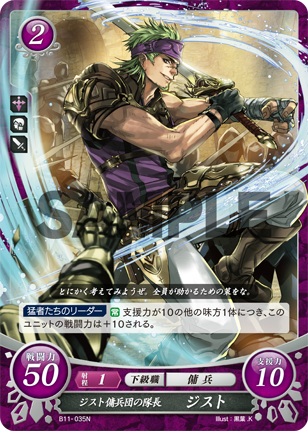 2
SAMPLE
とにかく考えてみようぜ。全員が助かるための策をな。
猛者たちのリーダー 常 支援力が10の他の味方1体につき、この
ユニットの戦闘力は+10される。
戦闘力
50
射程 1 下級職 傭兵
支援力
10
ジスト傭兵団の隊長 ジスト
B11-035N
Illust:黒葉.K